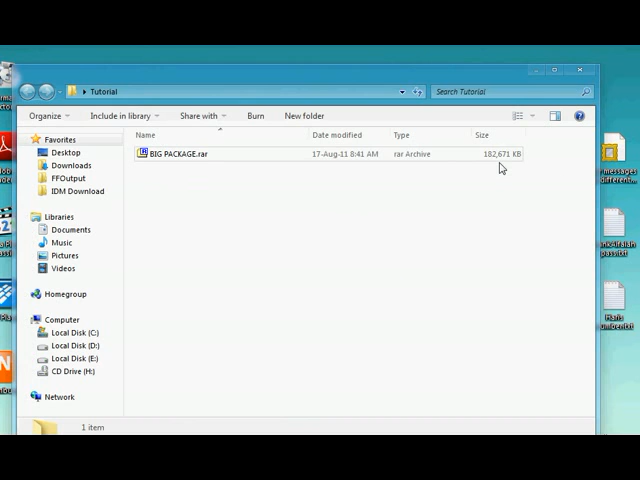 Tutorial
Search Tutorial
Organize
Include in library
Share with
Burn
New folder
Name
Date modified
Type
Size
BIG PACKAGE.rar
17-Aug-11 8:41 AM
rar Archive
182,671 KB
Favorites
Desktop
Downloads
FFOutput
IDM Download
Libraries
Documents
Music
Pictures
Videos
Homegroup
Computer
Local Disk (C:)
Local Disk (D:)
Local Disk (E:)
CD Drive (H:)
Network
1 item
messages
different...